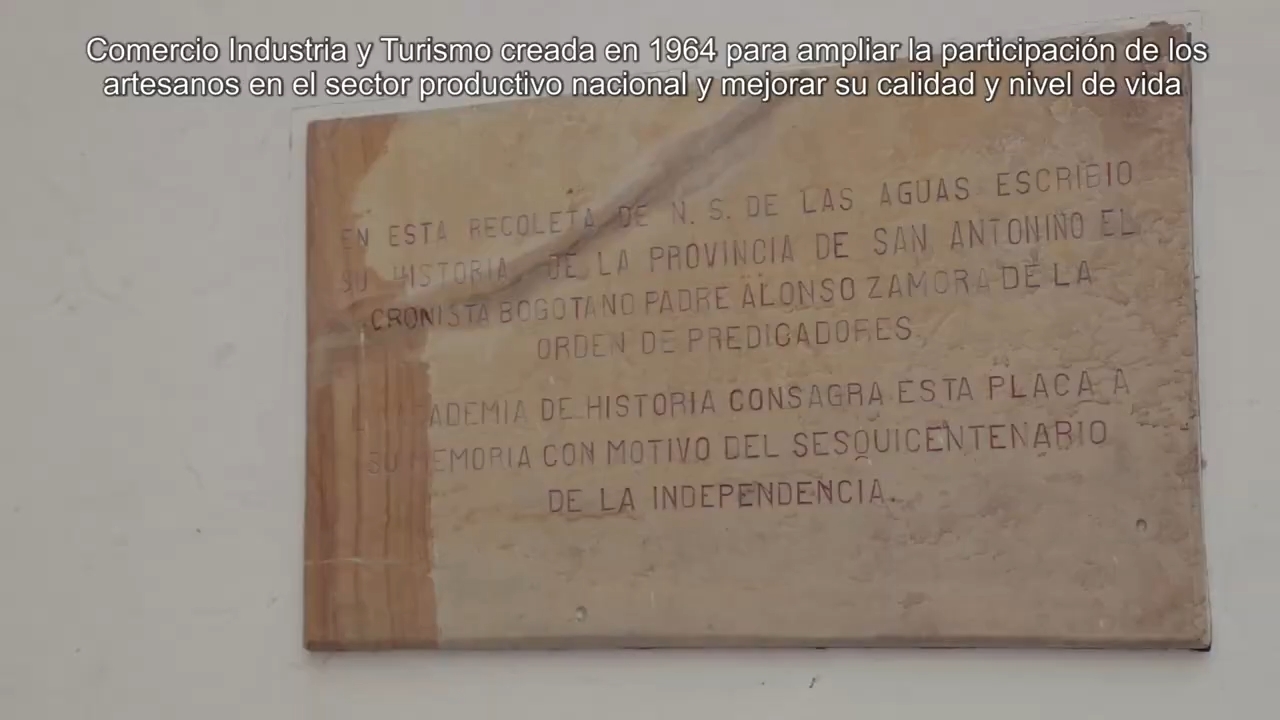 Comercio Industria y Turismo creada en 1964 para ampliar la participación de los
artesanos en el sector productivo nacional y mejorar su calidad y nivel de vida
EN ESTA RECOLETA DE N. S. DE LAS AGUAS ESCRIBIO
SU HISTORIA, DE LA PROVINCIA DE SAN ANTONINO EL
CRONISTA BOGOTANO PADRE ALONSO ZAMORA DE LA
ORDEN DE PREDICADORES.
ADEMIA DE HISTORIA CONSAGRA ESTA PLACA A
SU MEMORIA CON MOTIVO DEL SESQUICENTENARIO
DE LA INDEPENDENCIA.